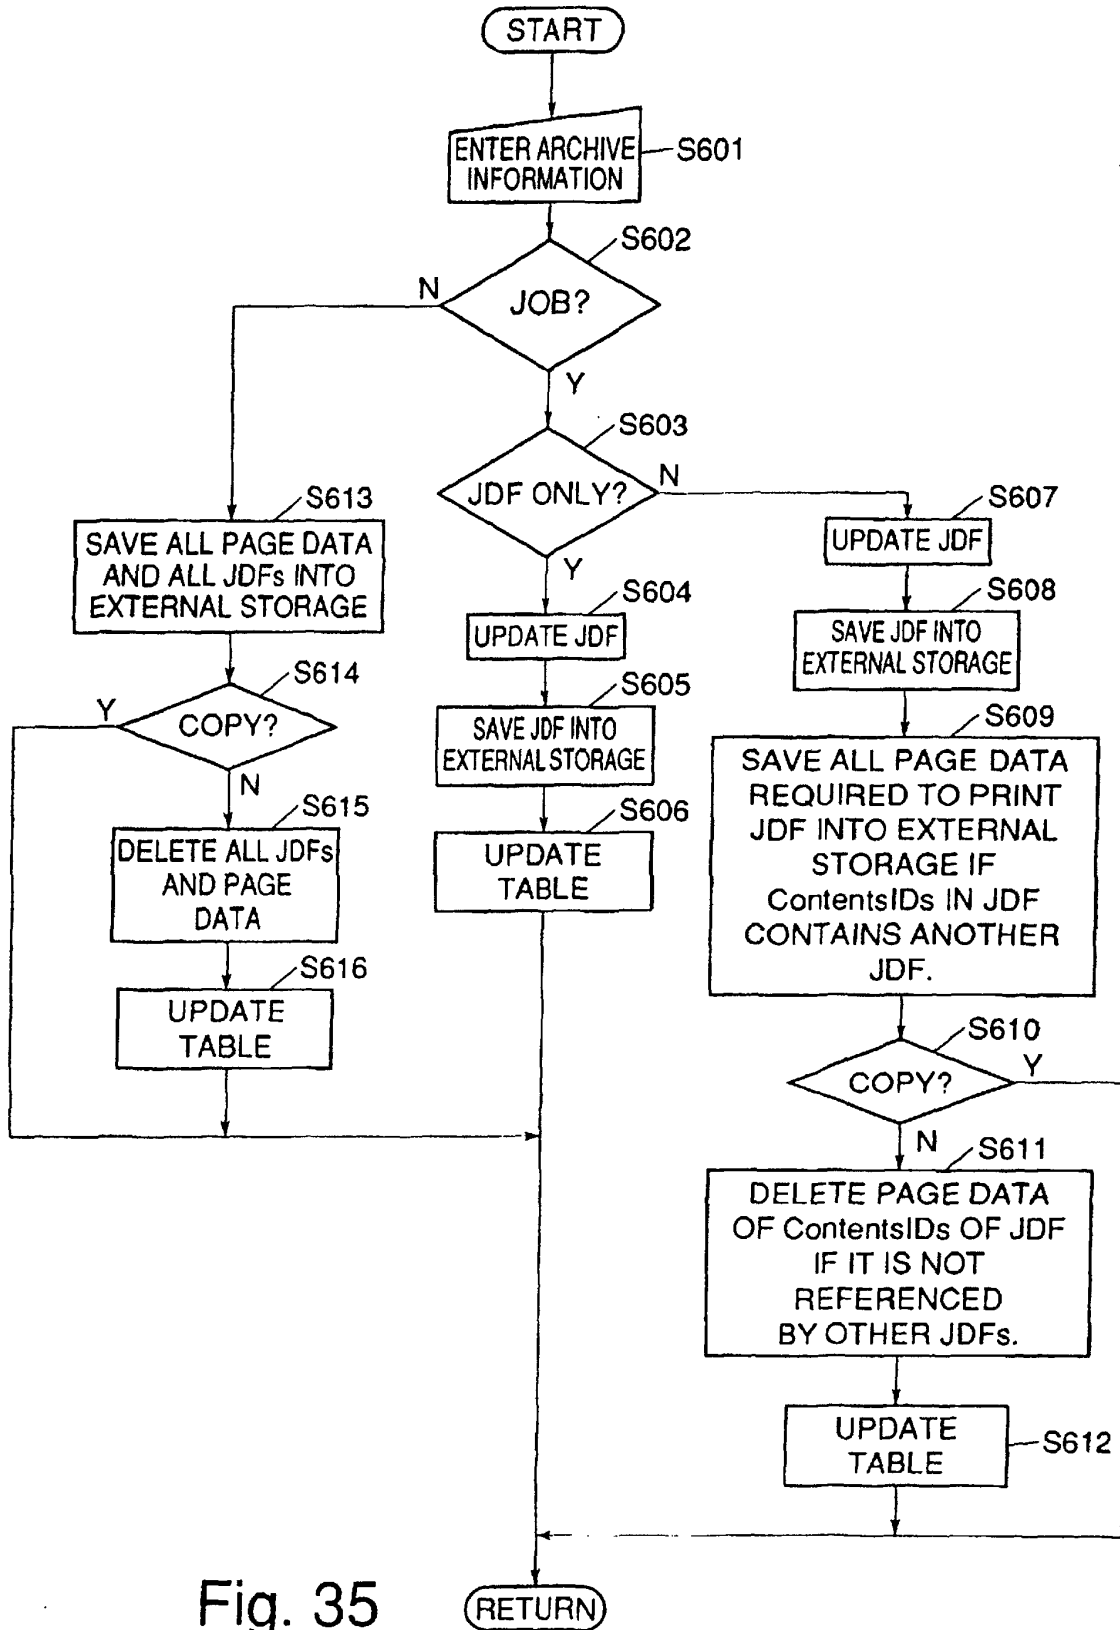 START
ENTER ARCHIVE
INFORMATION
S601
S602
JOB?
N
Y
S603
JDF ONLY?
N
Y
S613
SAVE ALL PAGE DATA
AND ALL JDFs INTO
EXTERNAL STORAGE
S614
COPY?
Y
N
S615
DELETE ALL JDFs
AND PAGE
DATA
S616
UPDATE
TABLE
S604
UPDATE JDF
S605
SAVE JDF INTO
EXTERNAL STORAGE
S606
UPDATE
TABLE
S607
UPDATE JDF
S608
SAVE JDF INTO
EXTERNAL STORAGE
S609
SAVE ALL PAGE DATA
REQUIRED TO PRINT
JDF INTO EXTERNAL
STORAGE IF
ContentsIDs IN JDF
CONTAINS ANOTHER
JDF.
S610
COPY?
Y
N
S611
DELETE PAGE DATA
OF ContentsIDs OF JDF
IF IT IS NOT
REFERENCED
BY OTHER JDFs.
UPDATE
TABLE
S612
RETURN
Fig. 35